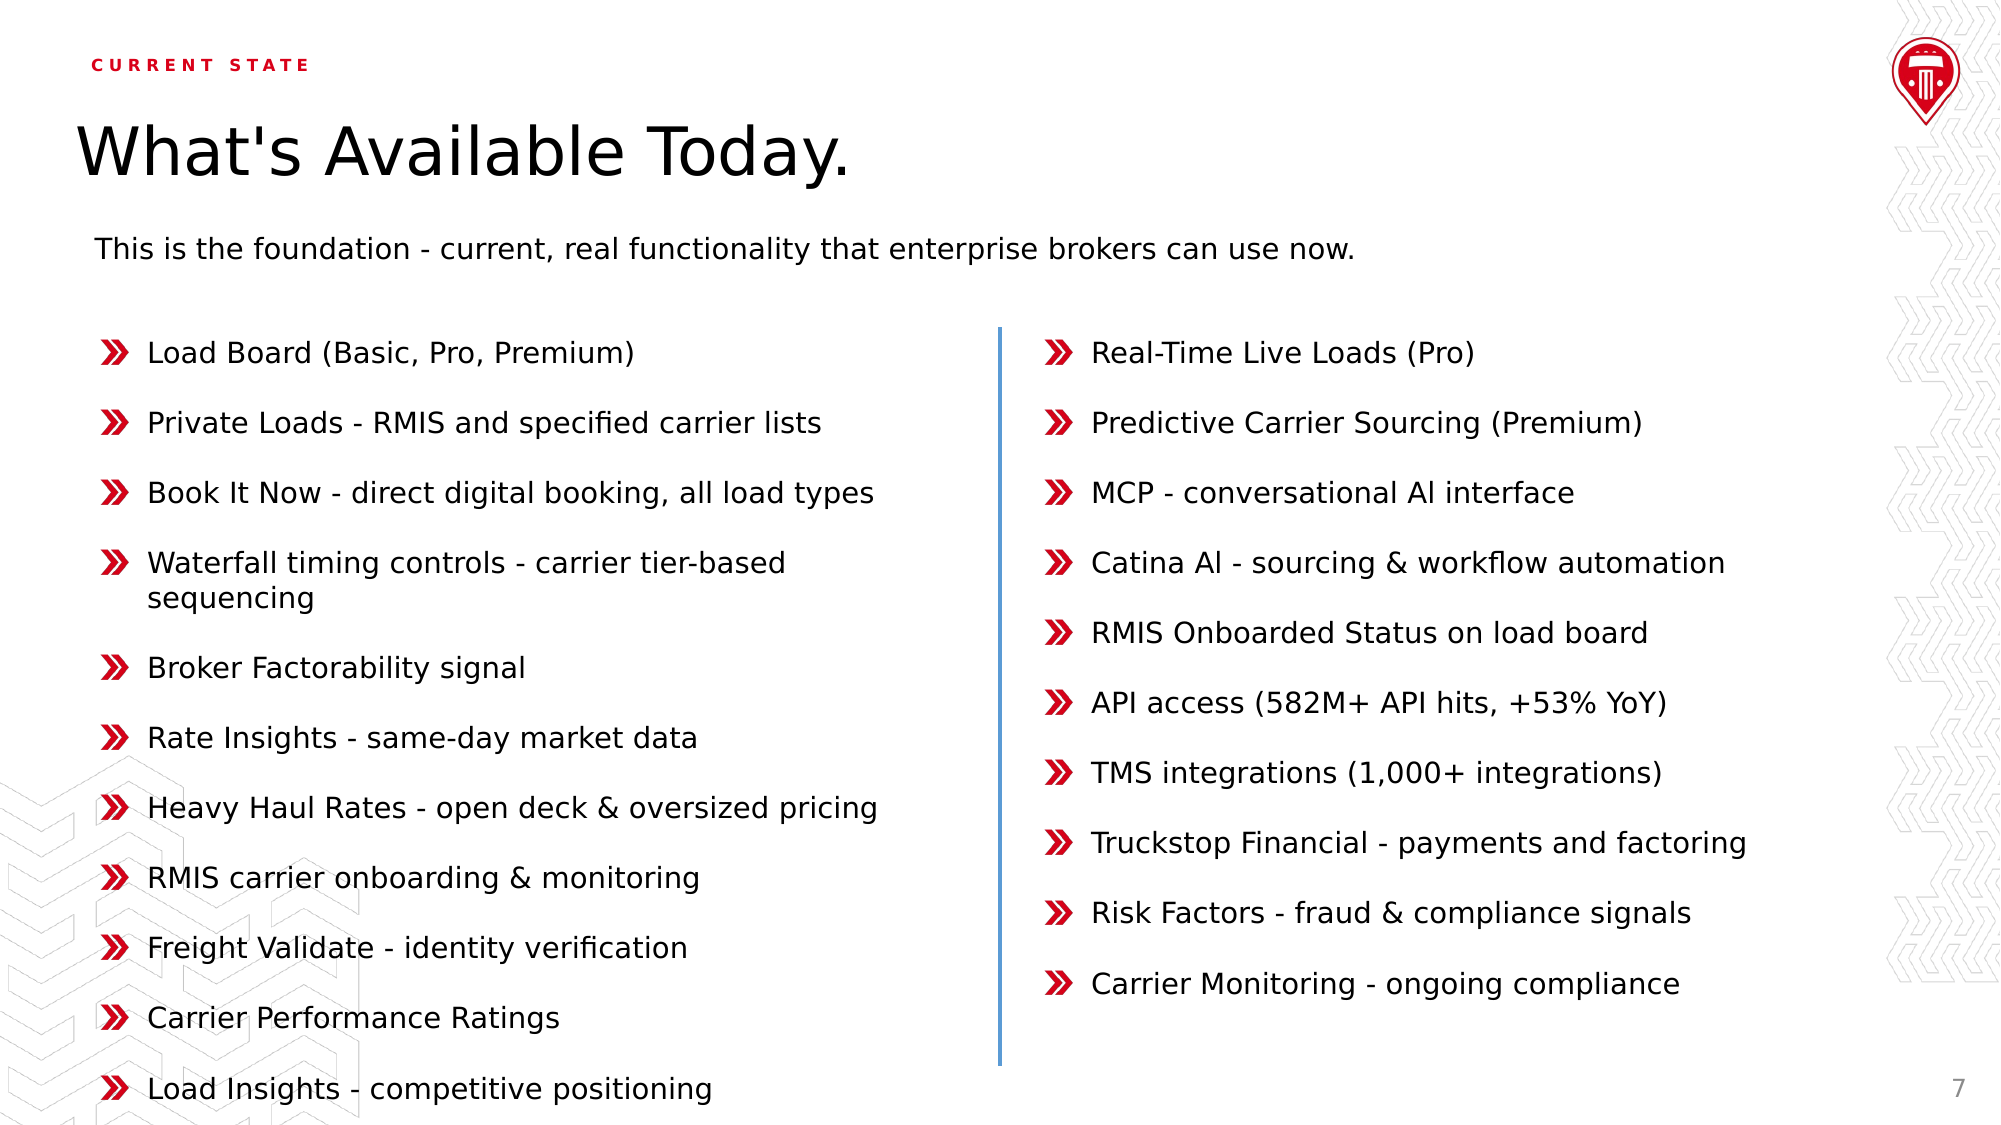 CURRENT STATE
What's Available Today.
This is the foundation - current, real functionality that enterprise brokers can use now.
Load Board (Basic, Pro, Premium)
Private Loads - RMIS and specified carrier lists
Book It Now - direct digital booking, all load types
Waterfall timing controls - carrier tier-based
sequencing
Broker Factorability signal
Rate Insights - same-day market data
Heavy Haul Rates - open deck & oversized pricing
RMIS carrier onboarding & monitoring
Freight Validate - identity verification
Carrier Performance Ratings
Load Insights - competitive positioning
Real-Time Live Loads (Pro)
Predictive Carrier Sourcing (Premium)
MCP - conversational Al interface
Catina Al - sourcing & workflow automation
RMIS Onboarded Status on load board
API access (582M+ API hits, +53% YoY)
TMS integrations (1,000+ integrations)
Truckstop Financial - payments and factoring
Risk Factors - fraud & compliance signals
Carrier Monitoring - ongoing compliance
7